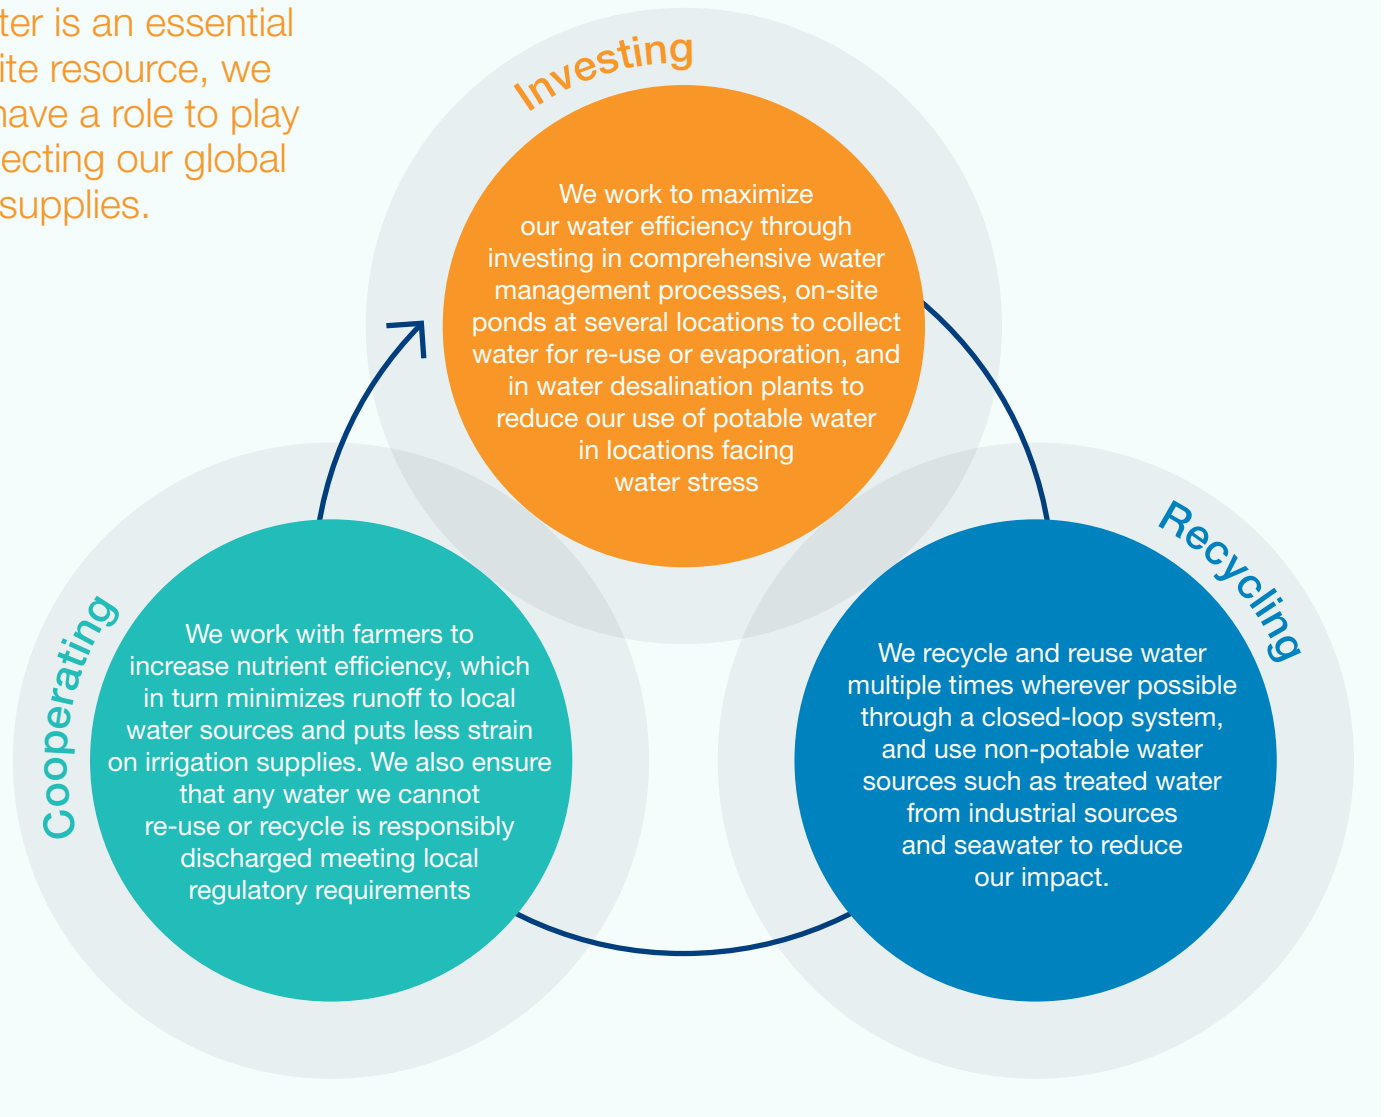 ter is an essential
ite resource, we
have a role to play
ecting our global
supplies.
Investing
We work to maximize
our water efficiency through
investing in comprehensive water
management processes, on-site
ponds at several locations to collect
water for re-use or evaporation, and
in water desalination plants to
reduce our use of potable water
in locations facing
water stress
Recycling
We recycle and reuse water
multiple times wherever possible
through a closed-loop system,
and use non-potable water
sources such as treated water
from industrial sources
and seawater to reduce
our impact.
Cooperating
We work with farmers to
increase nutrient efficiency, which
in turn minimizes runoff to local
water sources and puts less strain
on irrigation supplies. We also ensure
that any water we cannot
re-use or recycle is responsibly
discharged meeting local
regulatory requirements